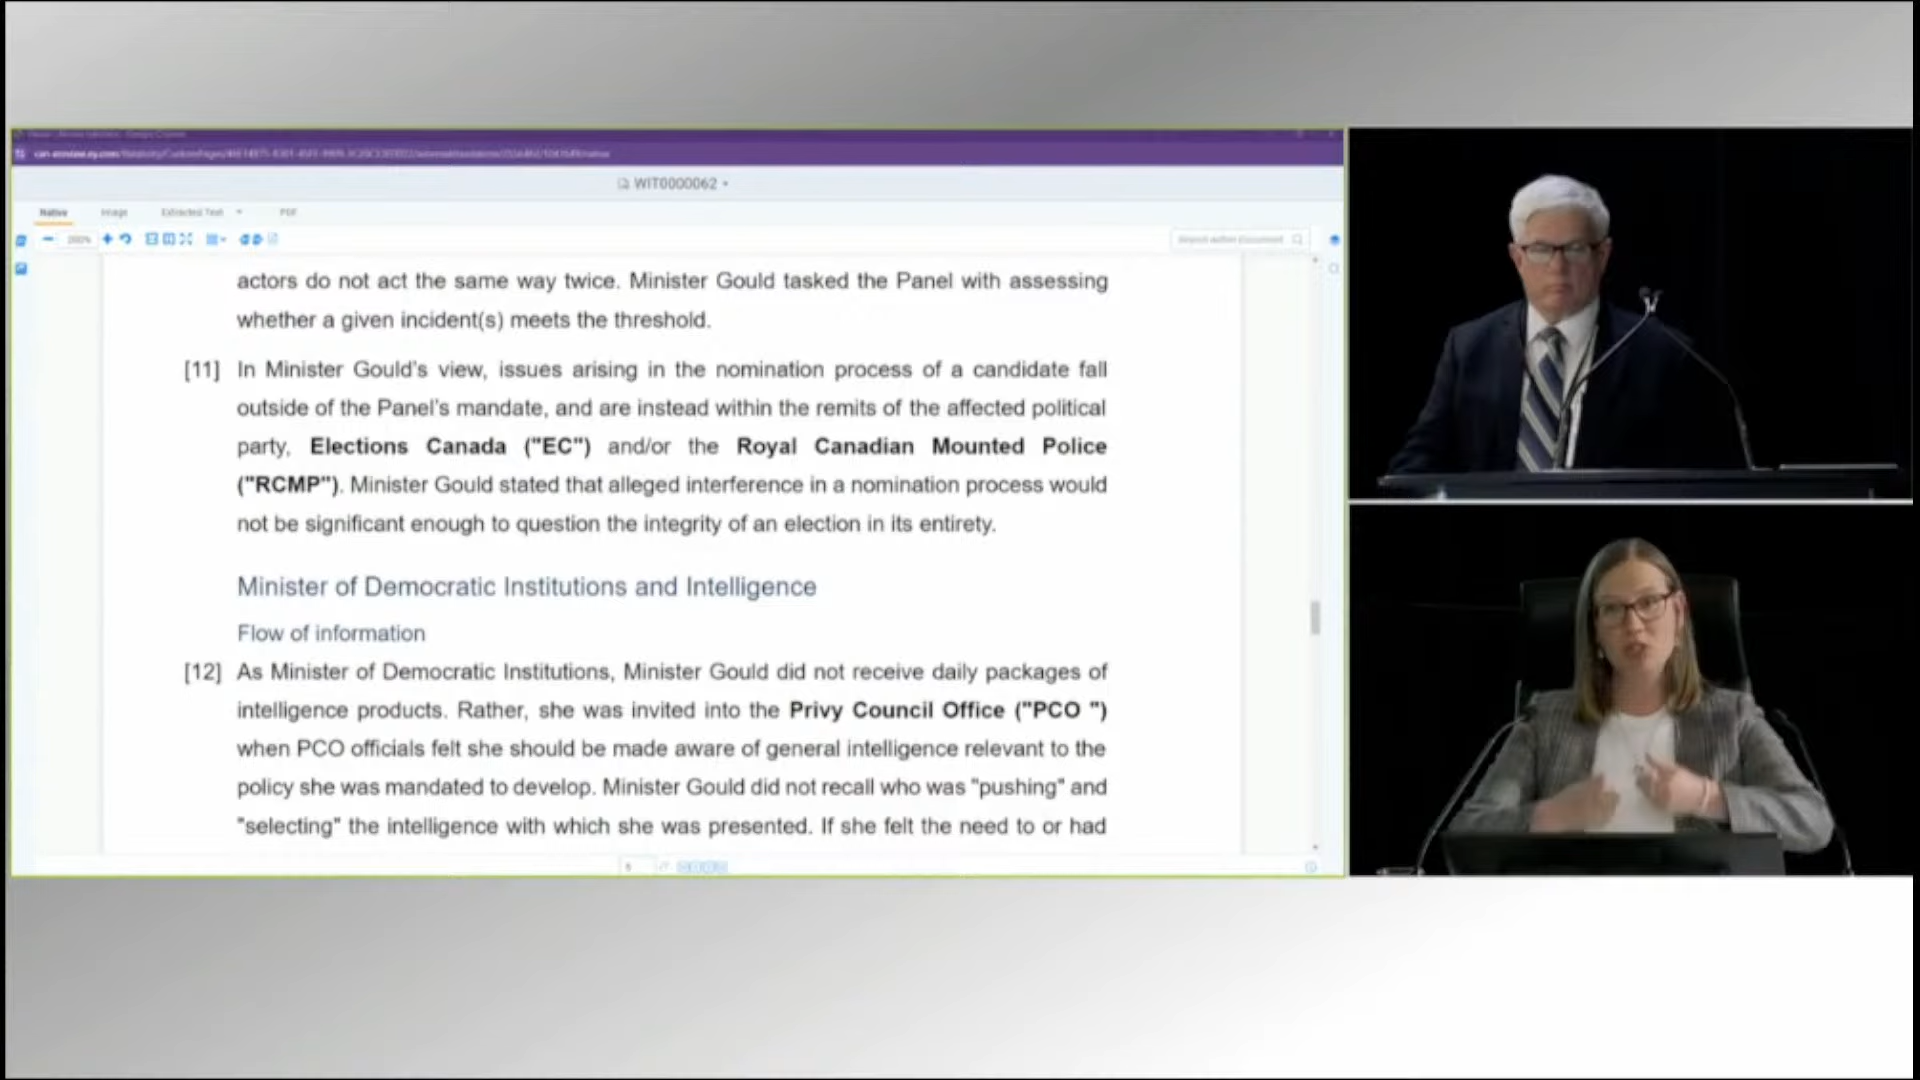 WIT0000062
Native Image Extracted Text PDF
200%
actors do not act the same way twice. Minister Gould tasked the Panel with assessing
whether a given incident(s) meets the threshold.
[11] In Minister Gould's view, issues arising in the nomination process of a candidate fall
outside of the Panel's mandate, and are instead within the remits of the affected political
party, Elections Canada ("EC") and/or the Royal Canadian Mounted Police
("RCMP"). Minister Gould stated that alleged interference in a nomination process would
not be significant enough to question the integrity of an election in its entirety.
Minister of Democratic Institutions and Intelligence
Flow of information
[12] As Minister of Democratic Institutions, Minister Gould did not receive daily packages of
intelligence products. Rather, she was invited into the Privy Council Office ("PCO ")
when PCO officials felt she should be made aware of general intelligence relevant to the
policy she was mandated to develop. Minister Gould did not recall who was "pushing" and
"selecting" the intelligence with which she was presented. If she felt the need to or had